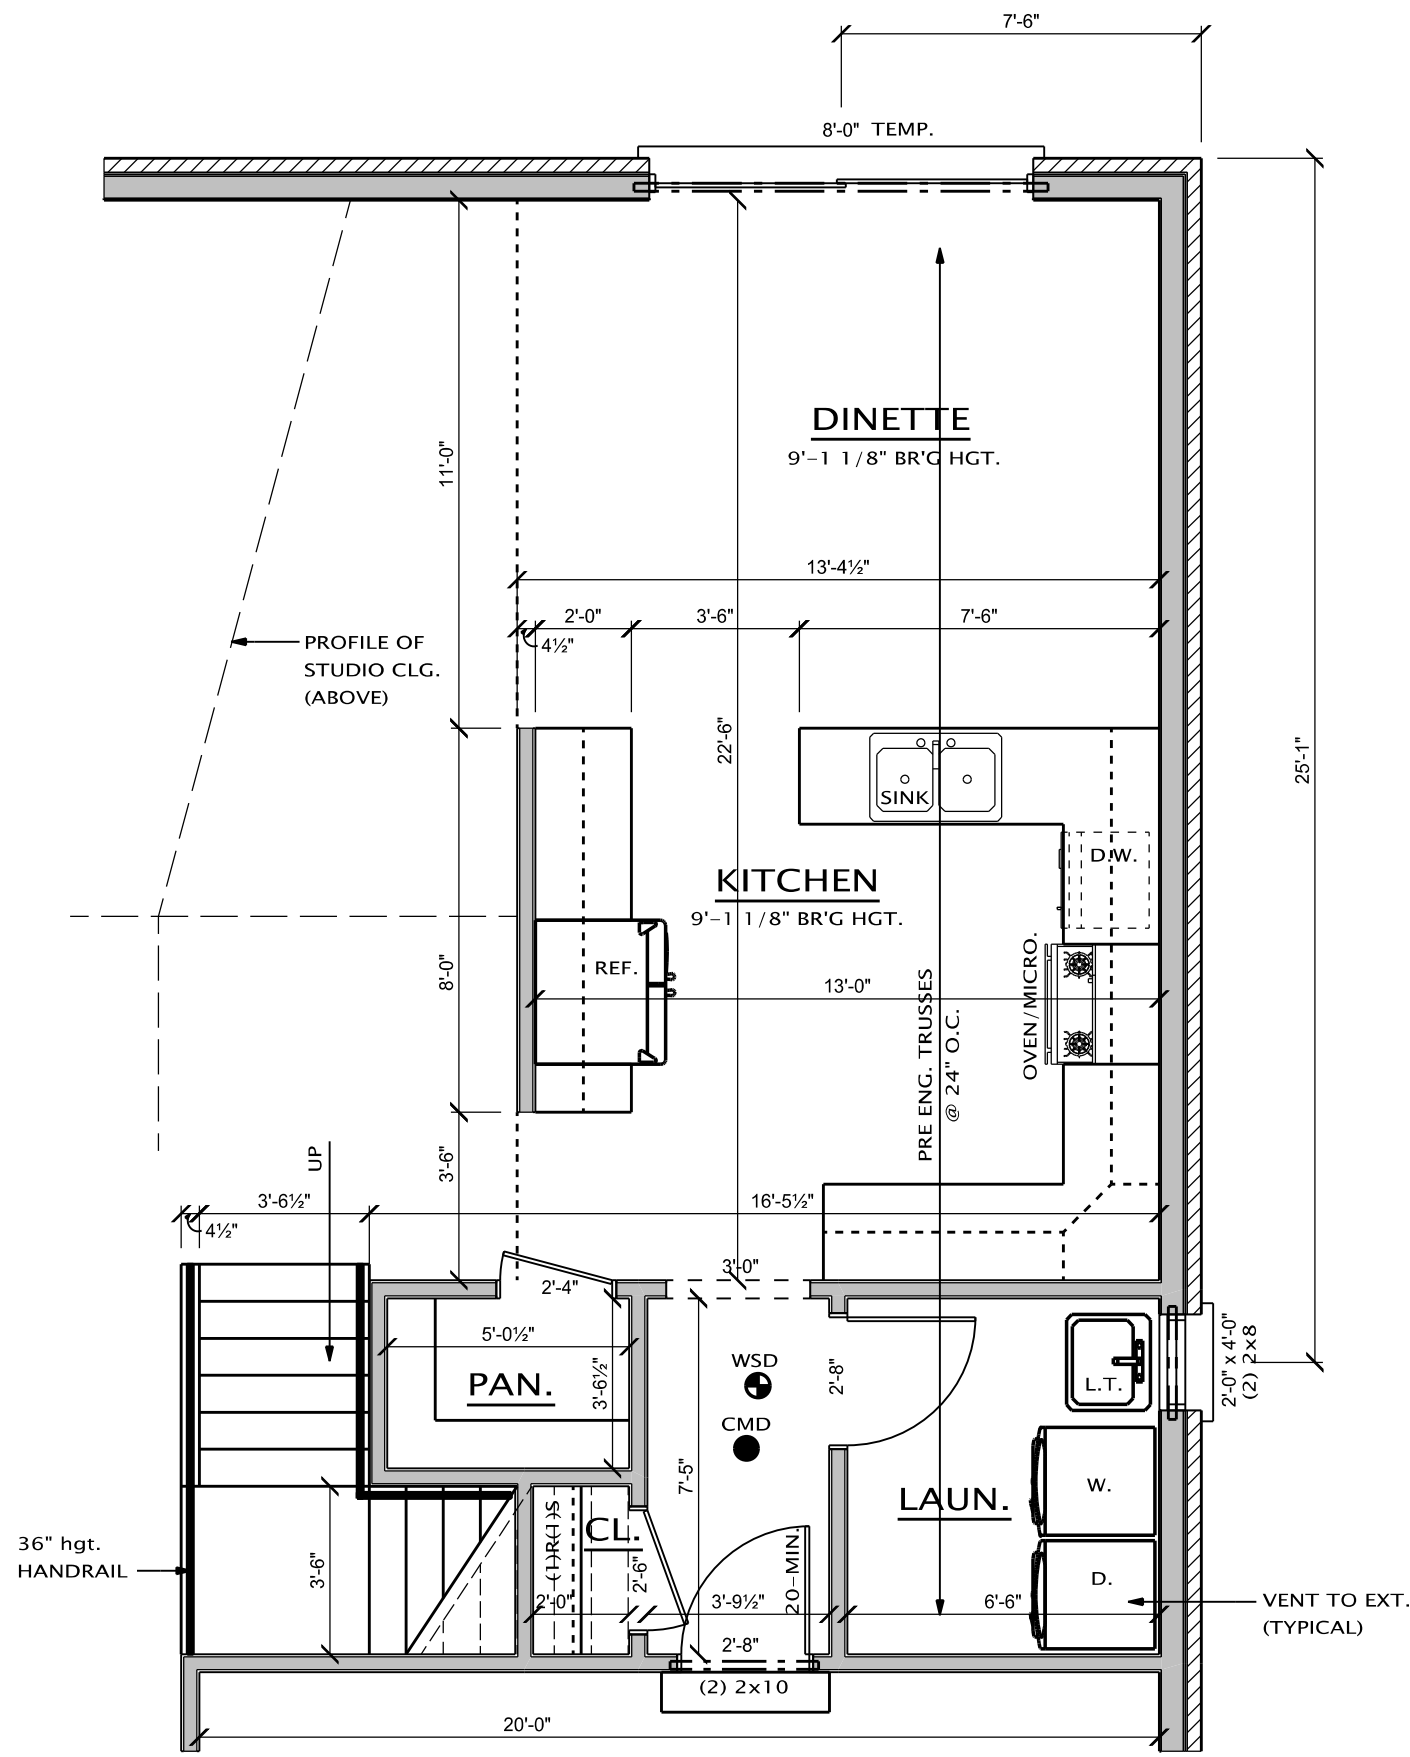 7'-6"
8'-0" TEMP.
DINETTE
9'-1 1/8" BR'G HGT.
11'-0"
13'-4½"
2'-0"
3'-6"
7'-6"
4½"
PROFILE OF
STUDIO CLG.
(ABOVE)
22'-6"
25'-1"
SINK
D.W.
KITCHEN
9'-1 1/8" BR'G HGT.
REF.
8'-0"
13'-0"
OVEN/MICRO.
PRE ENG. TRUSSES
@ 24" O.C.
UP
3'-6"
3'-6½"
4½"
16'-5½"
3'-0"
2'-4"
5'-0½"
PAN.
3'-6½"
WSD
CMD
2'-8"
7'-5"
L.T.
2'-0" x 4'-0"
(2) 2x8
W.
LAUN.
CL.
(1)R(1)S
36" hgt.
HANDRAIL
3'-6"
2'-6"
20-MIN.
D.
2'-0"
3'-9½"
6'-6"
VENT TO EXT.
(TYPICAL)
2'-8"
(2) 2x10
20'-0"